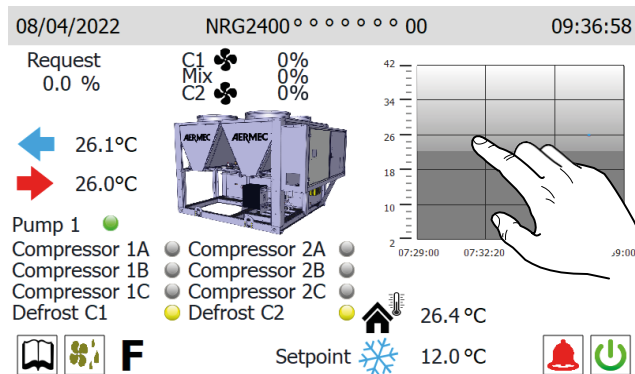 08/04/2022 NRG2400 ° ° ° ° ° ° ° 00 09:36:58
Request
0.0 %
C1 0%
Mix 0%
C2 0%
26.1°C
26.0°C
AERMEC AERMEC
42
34
26
18
10
2
07:29:00 07:32:20 9:00
Pump 1
Compressor 1A Compressor 2A
Compressor 1B Compressor 2B
Compressor 1C Compressor 2C
Defrost C1 Defrost C2
26.4 °C
F
Setpoint 12.0 °C